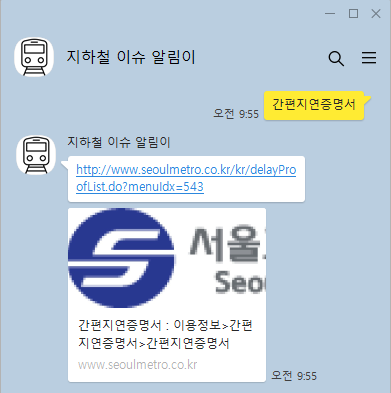 지하철 이슈 알림이
간편지연증명서
오전 9:55
지하철 이슈 알림이
http://www.seoulmetro.co.kr/kr/delayPro
ofList.do?menuIdx=543
서울
Seo
간편지연증명서 : 이용정보>간편
지연증명서>간편지연증명서
www.seoulmetro.co.kr
오전 9:55